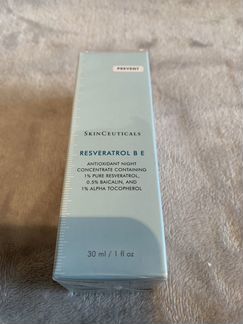 PREVENT
SKINCEUTICALS
RESVERATROL B E
ANTIOXIDANT NIGHT
CONCENTRATE CONTAINING
1% PURE RESVERATROL,
0.5% BAICALIN, AND
1% ALPHA TOCOPHEROL
30 ml / 1 fl oz